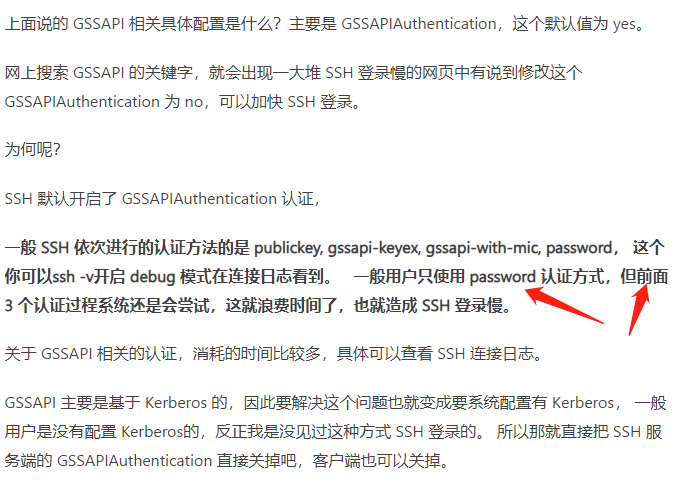 上面说的 GSSAPI 相关具体配置是什么？主要是 GSSAPIAuthentication，这个默认值为 yes。
网上搜索 GSSAPI 的关键字，就会出现一大堆 SSH 登录慢的网页中有说到修改这个
GSSAPIAuthentication 为 no，可以加快 SSH 登录。
为何呢？
SSH 默认开启了 GSSAPIAuthentication 认证，
一般 SSH 依次进行的认证方法的是 publickey, gssapi-keyex, gssapi-with-mic, password， 这个
你可以ssh -v开启 debug 模式在连接日志看到。 一般用户只使用 password 认证方式，但前面
3 个认证过程系统还是会尝试，这就浪费时间了，也就造成 SSH 登录慢。
关于 GSSAPI 相关的认证，消耗的时间比较多，具体可以查看 SSH 连接日志。
GSSAPI 主要是基于 Kerberos 的，因此要解决这个问题也就变成要系统配置有 Kerberos， 一般
用户是没有配置 Kerberos的，反正我是没见过这种方式 SSH 登录的。 所以那就直接把 SSH 服
务端的 GSSAPIAuthentication 直接关掉吧，客户端也可以关掉。